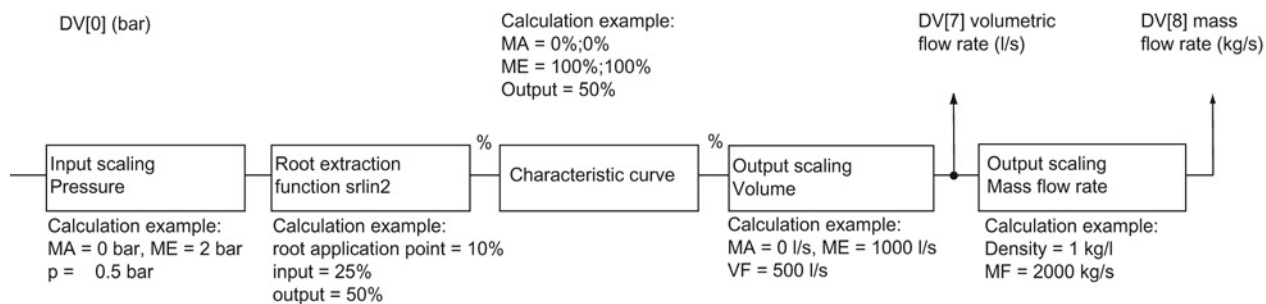 DV[0] (bar)
Calculation example:
MA = 0%;0%
ME = 100%;100%
Output = 50%
DV[7] volumetric
flow rate (l/s)
DV[8] mass
flow rate (kg/s)
Input scaling
Pressure
Root extraction
function srlin2
%
Characteristic curve
%
Output scaling
Volume
Output scaling
Mass flow rate
Calculation example:
MA = 0 bar, ME = 2 bar
p = 0.5 bar
Calculation example:
root application point = 10%
input = 25%
output = 50%
Calculation example:
MA = 0 l/s, ME = 1000 l/s
VF = 500 l/s
Calculation example:
Density = 1 kg/l
MF = 2000 kg/s